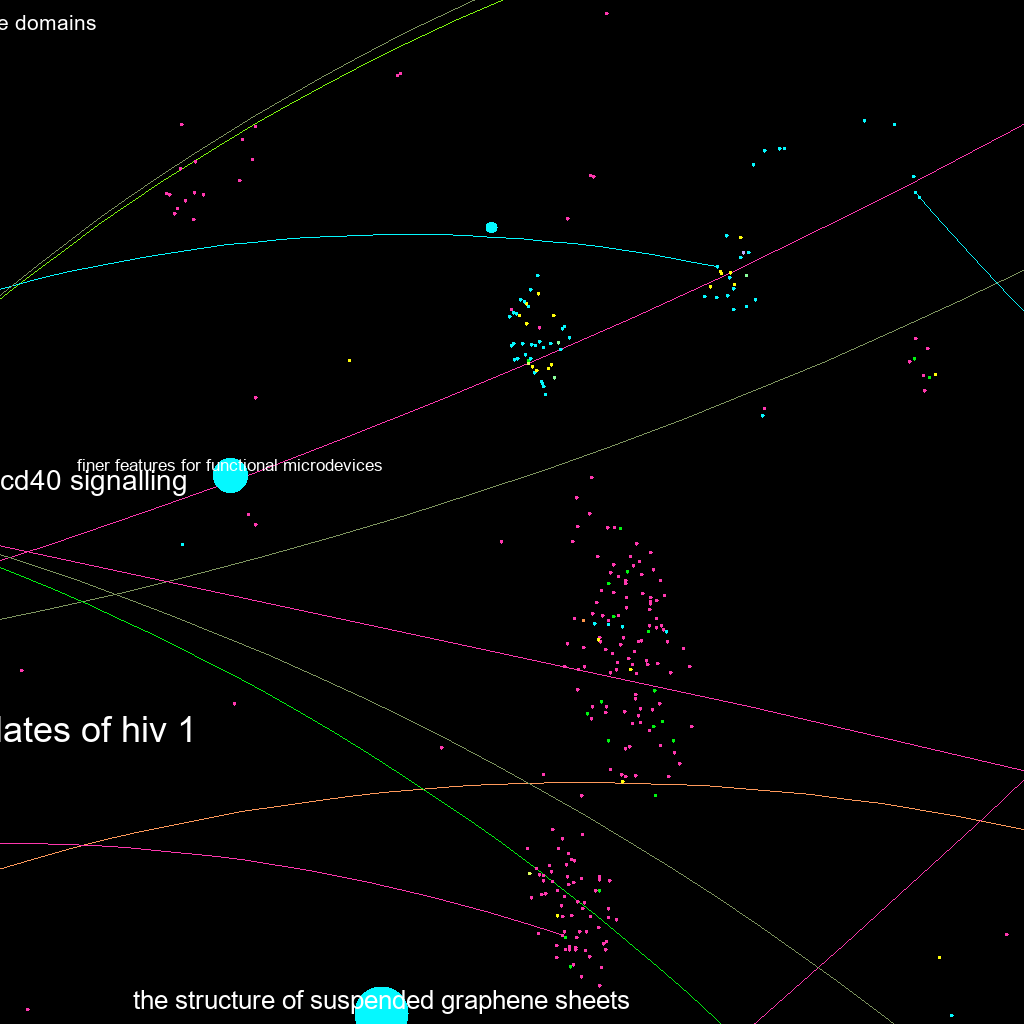 e domains
finer features for functional microdevices
cd40 signalling
lates of hiv 1
the structure of suspended graphene sheets